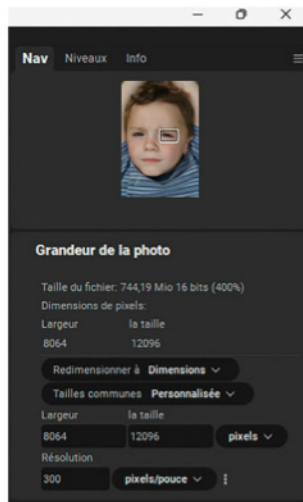 Nav Niveaux Info
Grandeur de la photo
Taille du fichier: 744,19 Mio 16 bits (400%)
Dimensions de pixels:
Largeur la taille
8064 12096
Redimensionner à Dimensions
Tailles communes Personnalisée
Largeur la taille
8064 12096 pixels
Résolution
300 pixels/pouce